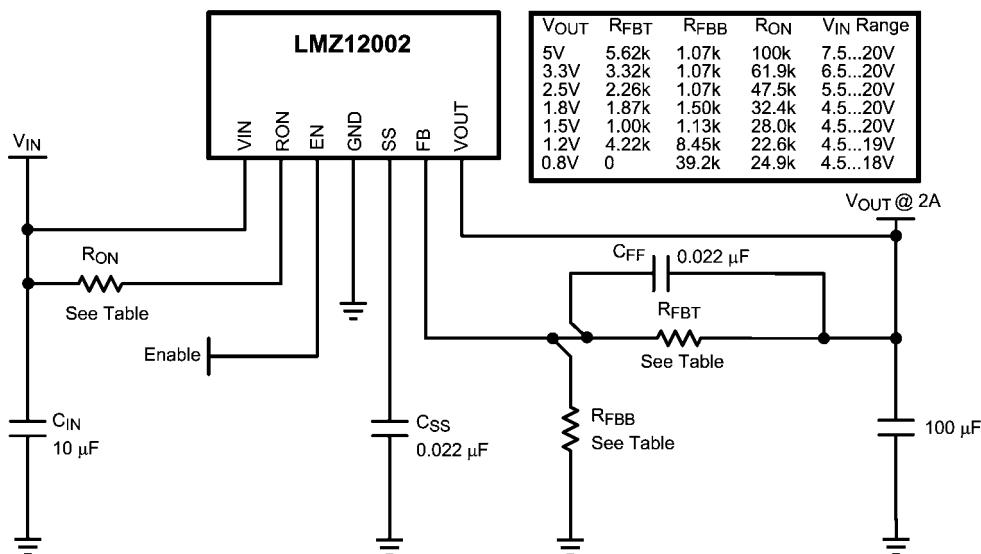 LMZ12002
VIN
RON
EN
GND
SS
FB
VOUT
VOUT RFBT RFBB RON VIN Range
5V 5.62k 1.07k 100k 7.5...20V
3.3V 3.32k 1.07k 61.9k 6.5...20V
2.5V 2.26k 1.07k 47.5k 5.5...20V
1.8V 1.87k 1.50k 32.4k 4.5...20V
1.5V 1.00k 1.13k 28.0k 4.5...20V
1.2V 4.22k 8.45k 22.6k 4.5...19V
0.8V 0 39.2k 24.9k 4.5...18V
VIN
VOUT @ 2A
RON
See Table
CFF 0.022 µF
RFBT
See Table
Enable
CIN
10 µF
CSS
0.022 µF
RFBB
See Table
100 µF